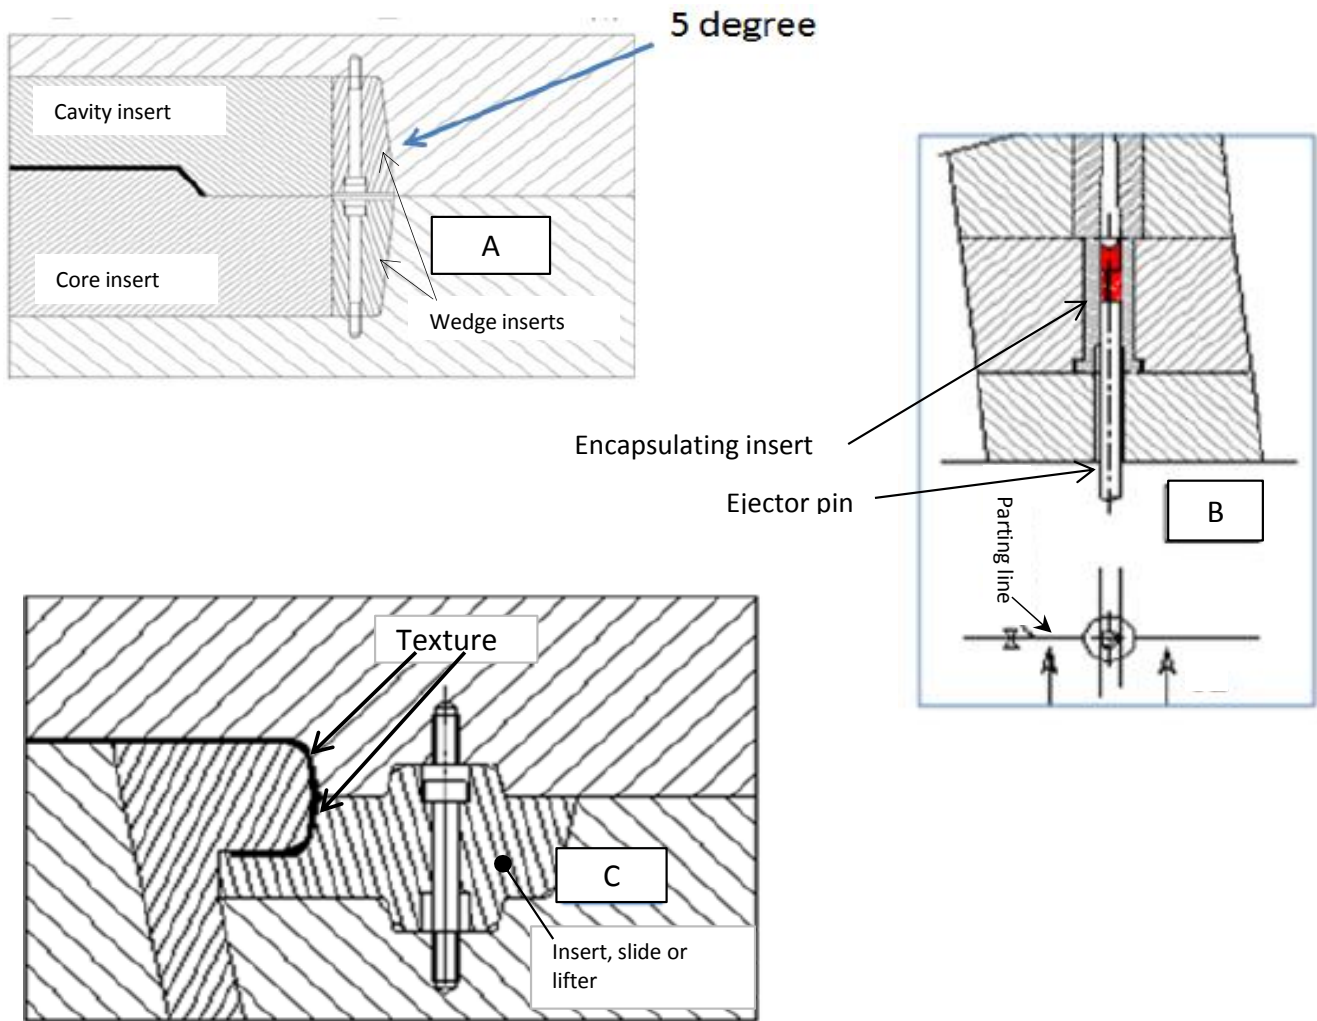 5 degree
Cavity insert
A
Core insert
Wedge inserts
Encapsulating insert
Ejector pin
B
Parting line
Texture
C
Insert, slide or
lifter